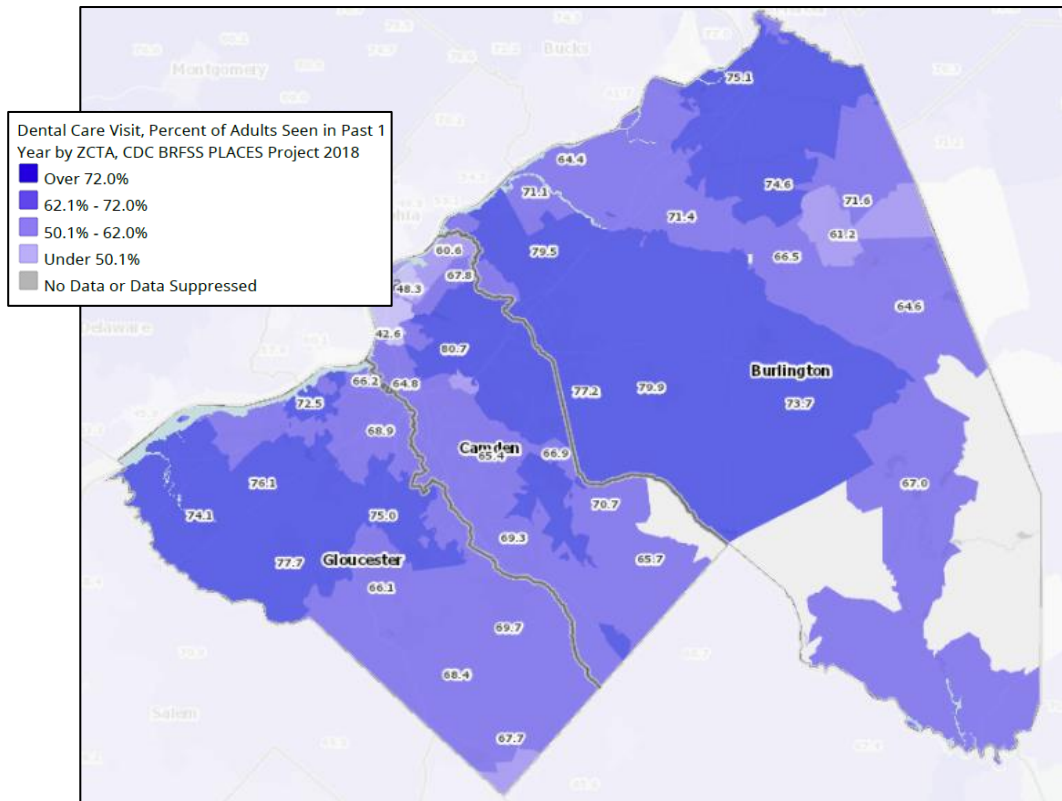 Bucks
Montgomery
Dental Care Visit, Percent of Adults Seen in Past 1
Year by ZCTA, CDC BRFSS PLACES Project 2018
Over 72.0%
62.1% - 72.0%
50.1% - 62.0%
Under 50.1%
No Data or Data Suppressed
75.1
64.4
74.6
71.1
71.6
71.4
61.2
60.6
79.5
66.5
67.8
48.3
64.6
42.6
80.7
Delaware
Burlington
66.2
64.8
77.2
79.9
73.7
72.5
68.9
Camden
65.4
66.9
76.1
67.0
70.7
74.1
75.0
69.3
Gloucester
77.7
65.7
66.1
69.7
68.4
Salem
67.7